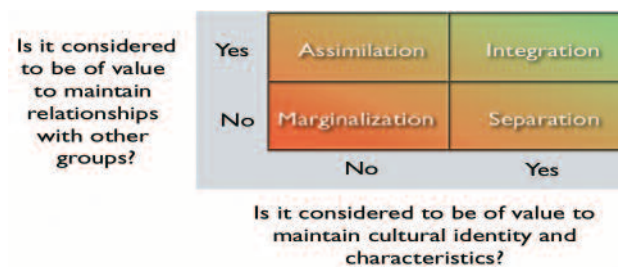 Is it considered
to be of value
to maintain
relationships
with other
groups?
Yes
Assimilation
Integration
No
Marginalization
Separation
No
Yes
Is it considered to be of value to
maintain cultural identity and
characteristics?